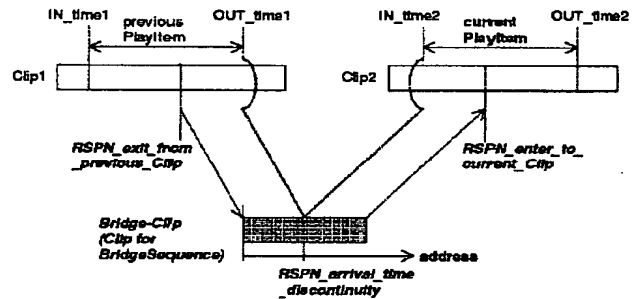 IN_time1
previous
PlayItem
OUT_time1
IN_time2
current
PlayItem
OUT_time2
Clip1
Clip2
RSPN_exit_from
_previous_Clip
RSPN_enter_to_
current_Clip
Bridge-Clip
(Clip for
BridgeSequence)
address
RSPN_arrival_time
_discontinuity